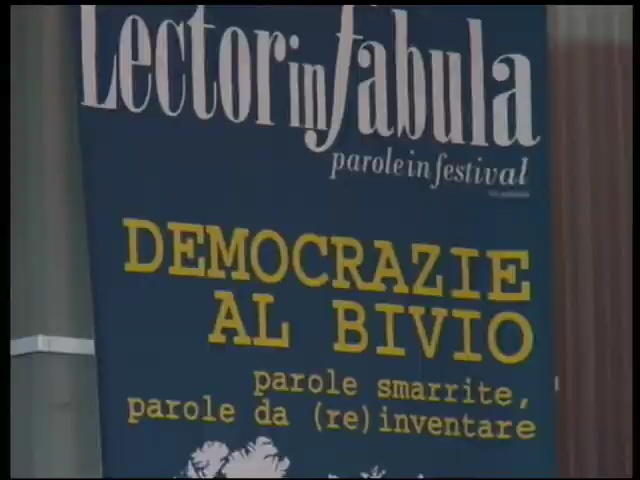 Lector in fabula
parole in festival
DEMOCRAZIE
AL BIVIO
parole smarrite,
parole da (re)inventare